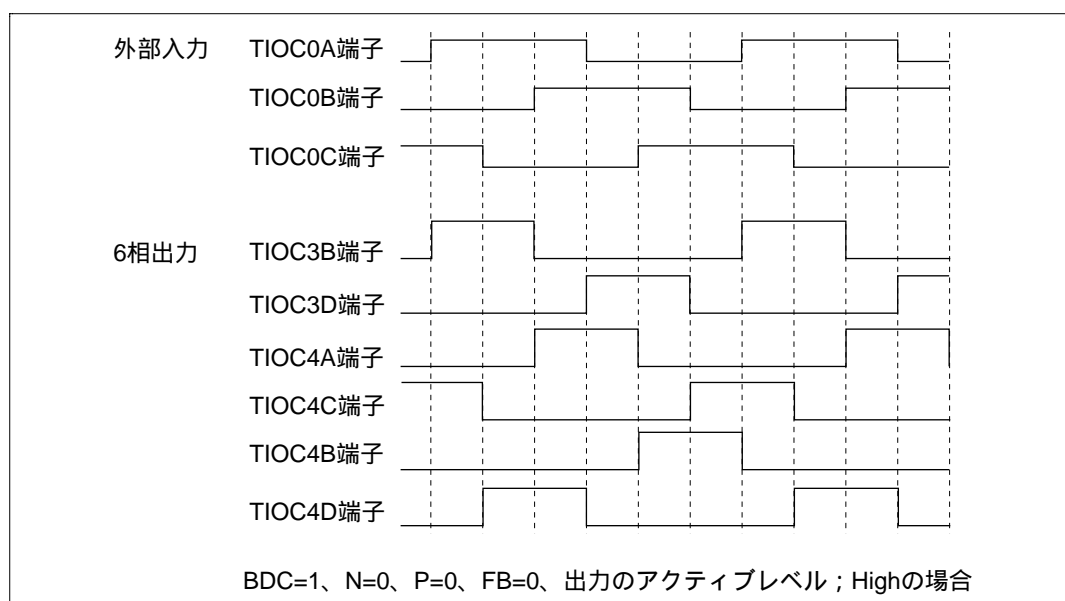 外部入力 TIOC0A端子
TIOC0B端子
TIOC0C端子
6相出力 TIOC3B端子
TIOC3D端子
TIOC4A端子
TIOC4C端子
TIOC4B端子
TIOC4D端子
BDC=1、N=0、P=0、FB=0、出力のアクティブレベル；Highの場合